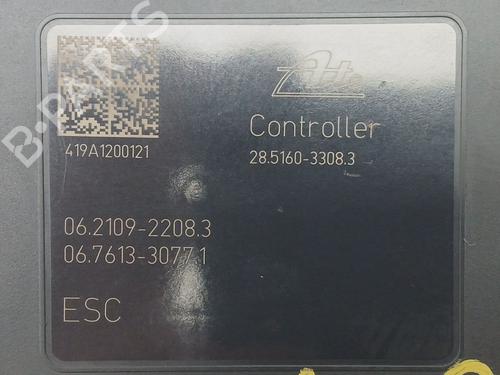 Ate
Controller
419A1200121
28.5160-3308.3
06.2109-2208.3
06.7613-3077.1
ESC
B-PARTS